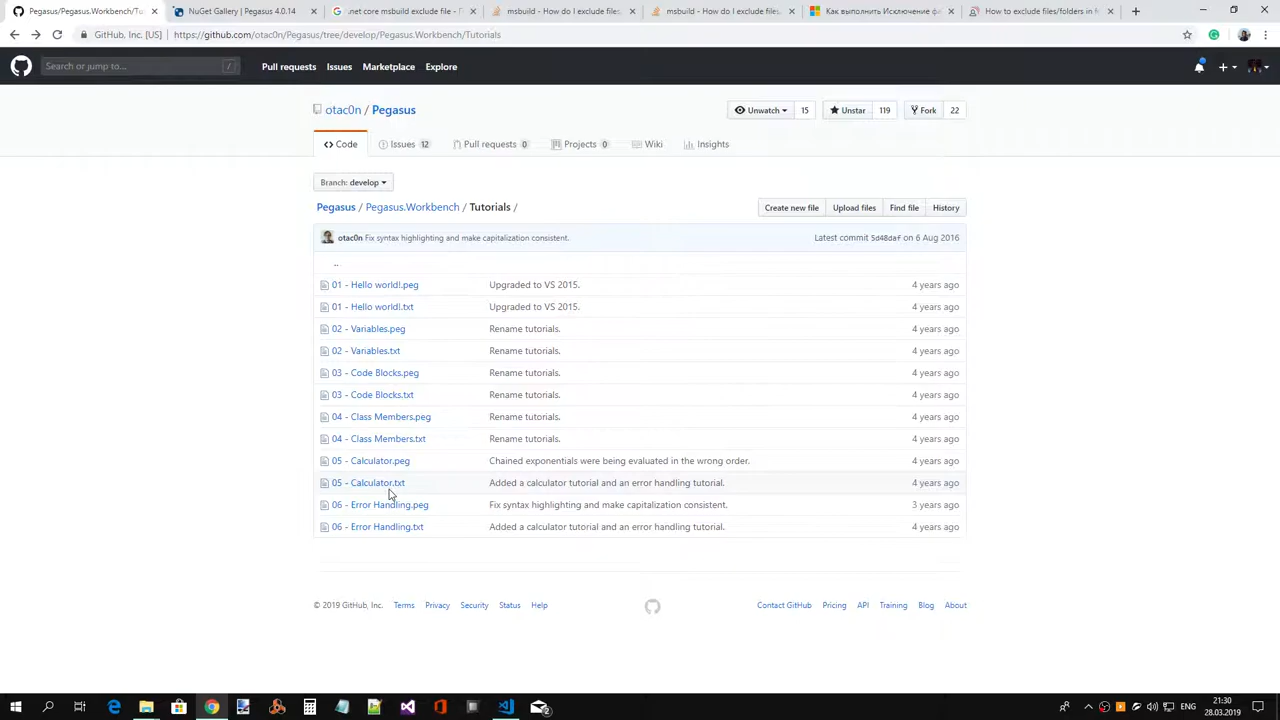 Pegasus/Pegasus.Workbench/Tu
NuGet Gallery | Pegasus 4.0.14
.net core msbuild exclude file - П
msbuild - How do I exclude files
msbuild - How do I exclude files
Как выполнить Исключение фа
How to exclude files/folders in
GitHub, Inc. [US] | https://github.com/otac0n/Pegasus/tree/develop/Pegasus.Workbench/Tutorials
Search or jump to... /
Pull requests Issues Marketplace Explore
otac0n / Pegasus
Unwatch 15 Unstar 119 Fork 22
Code Issues 12 Pull requests 0 Projects 0 Wiki Insights
Branch: develop
Pegasus / Pegasus.Workbench / Tutorials /
Create new file Upload files Find file History
otac0n Fix syntax highlighting and make capitalization consistent. Latest commit 5d48daf on 6 Aug 2016
..
01 - Hello world!.peg Upgraded to VS 2015. 4 years ago
01 - Hello world!.txt Upgraded to VS 2015. 4 years ago
02 - Variables.peg Rename tutorials. 4 years ago
02 - Variables.txt Rename tutorials. 4 years ago
03 - Code Blocks.peg Rename tutorials. 4 years ago
03 - Code Blocks.txt Rename tutorials. 4 years ago
04 - Class Members.peg Rename tutorials. 4 years ago
04 - Class Members.txt Rename tutorials. 4 years ago
05 - Calculator.peg Chained exponentials were being evaluated in the wrong order. 4 years ago
05 - Calculator.txt Added a calculator tutorial and an error handling tutorial. 4 years ago
06 - Error Handling.peg Fix syntax highlighting and make capitalization consistent. 3 years ago
06 - Error Handling.txt Added a calculator tutorial and an error handling tutorial. 4 years ago
© 2019 GitHub, Inc. Terms Privacy Security Status Help
Contact GitHub Pricing API Training Blog About
ENG
21:30
28.03.2019